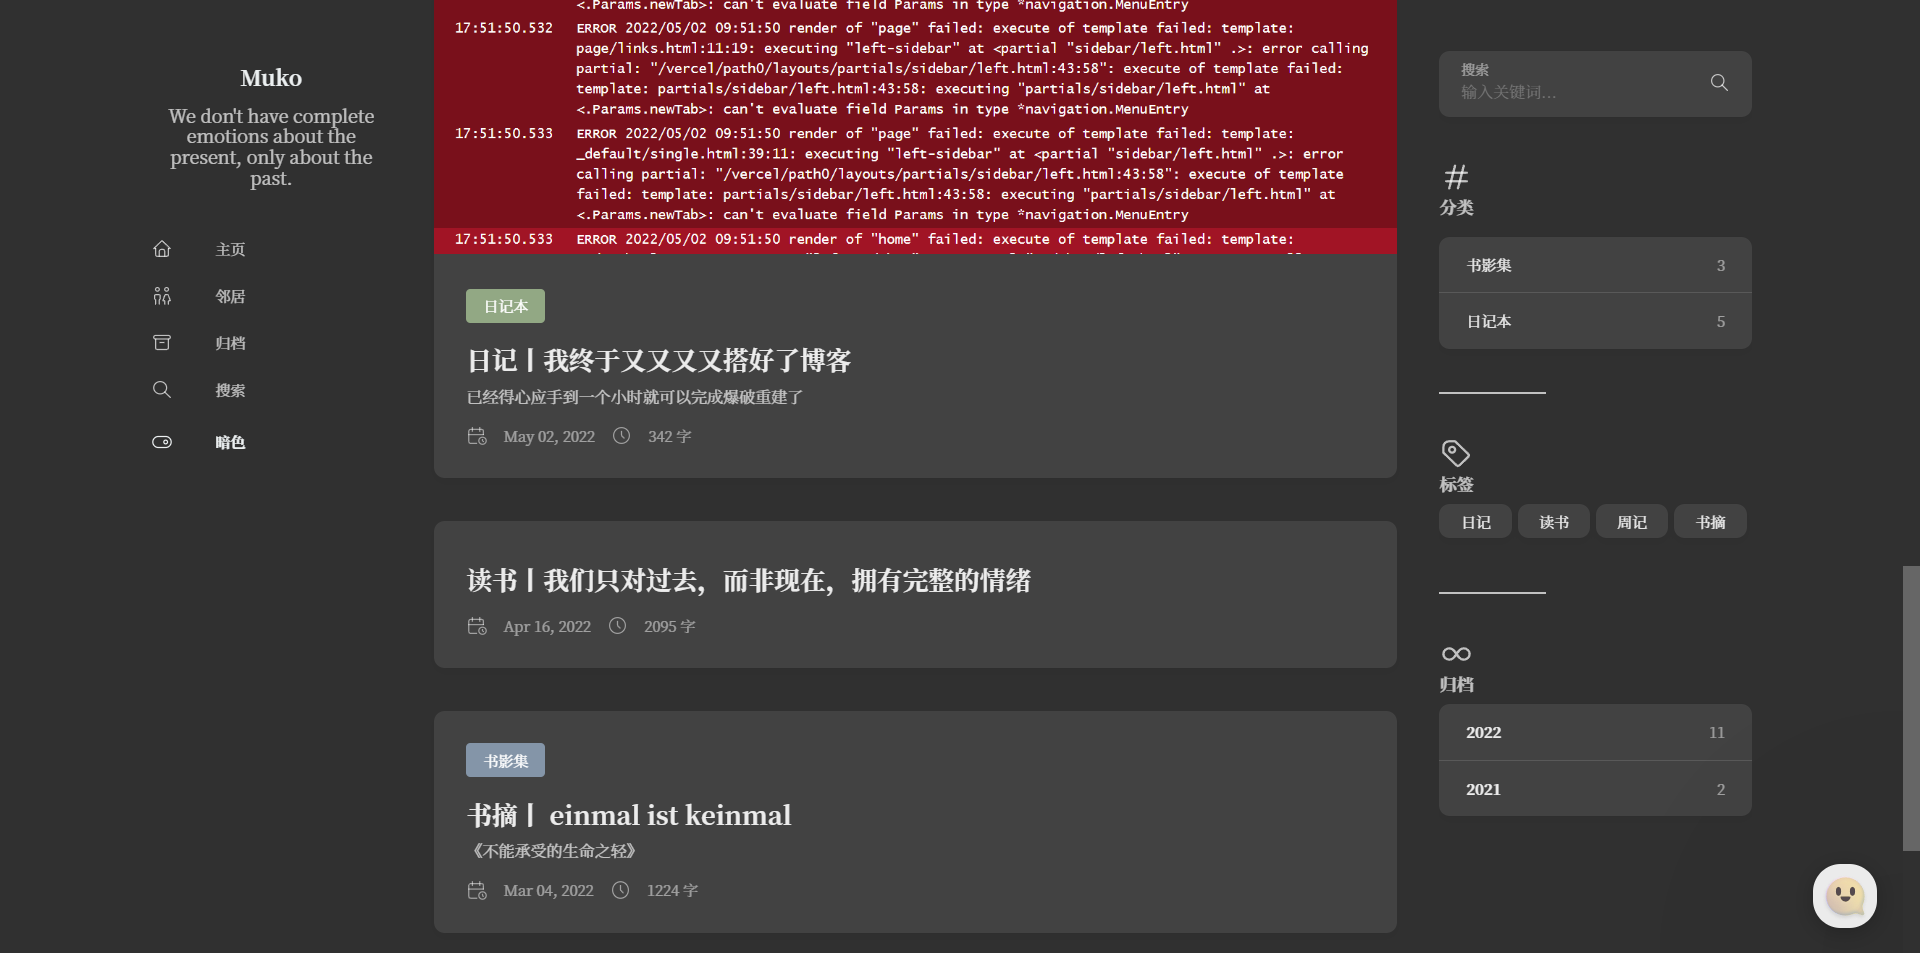 Muko
We don't have complete
emotions about the
present, only about the
past.
主页
邻居
归档
搜索
暗色
<.Params.newTab>: can't evaluate field Params in type *navigation.MenuEntry
17:51:50.532 ERROR 2022/05/02 09:51:50 render of "page" failed: execute of template failed: template:
page/links.html:11:19: executing "left-sidebar" at <partial "sidebar/left.html" .>: error calling
partial: "/vercel/path0/layouts/partials/sidebar/left.html:43:58": execute of template failed:
template: partials/sidebar/left.html:43:58: executing "partials/sidebar/left.html" at
<.Params.newTab>: can't evaluate field Params in type *navigation.MenuEntry
17:51:50.533 ERROR 2022/05/02 09:51:50 render of "page" failed: execute of template failed: template:
_default/single.html:39:11: executing "left-sidebar" at <partial "sidebar/left.html" .>: error
calling partial: "/vercel/path0/layouts/partials/sidebar/left.html:43:58": execute of template
failed: template: partials/sidebar/left.html:43:58: executing "partials/sidebar/left.html" at
<.Params.newTab>: can't evaluate field Params in type *navigation.MenuEntry
17:51:50.533 ERROR 2022/05/02 09:51:50 render of "home" failed: execute of template failed: template:
日记本
日记丨我终于又又又又搭好了博客
已经得心应手到一个小时就可以完成爆破重建了
May 02, 2022 342 字
读书丨我们只对过去，而非现在，拥有完整的情绪
Apr 16, 2022 2095 字
书影集
书摘丨 einmal ist keinmal
《不能承受的生命之轻》
Mar 04, 2022 1224 字
搜索
输入关键词...
分类
书影集 3
日记本 5
标签
日记 读书 周记 书摘
归档
2022 11
2021 2